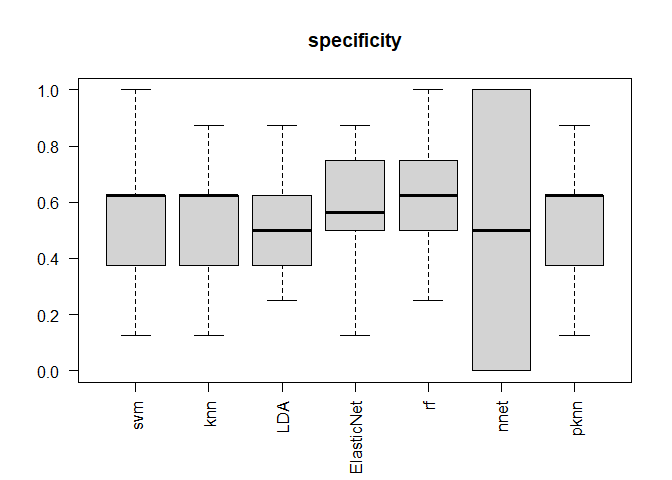 specificity
1.0
0.8
0.6
0.4
0.2
0.0
svm
knn
LDA
ElasticNet
rf
nnet
pknn